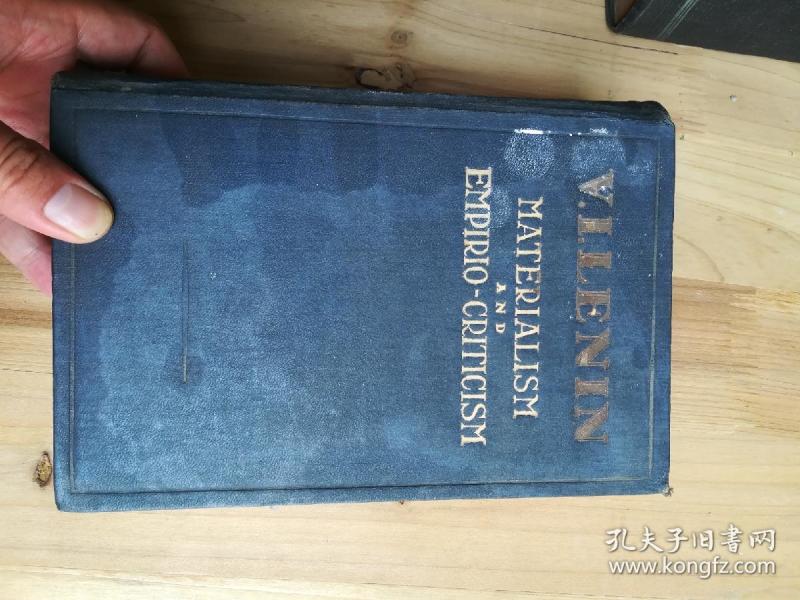 V.I.LENIN
MATERIALISM
AND
EMPIRIO-CRITICISM
孔夫子旧书网
www.kongfz.com